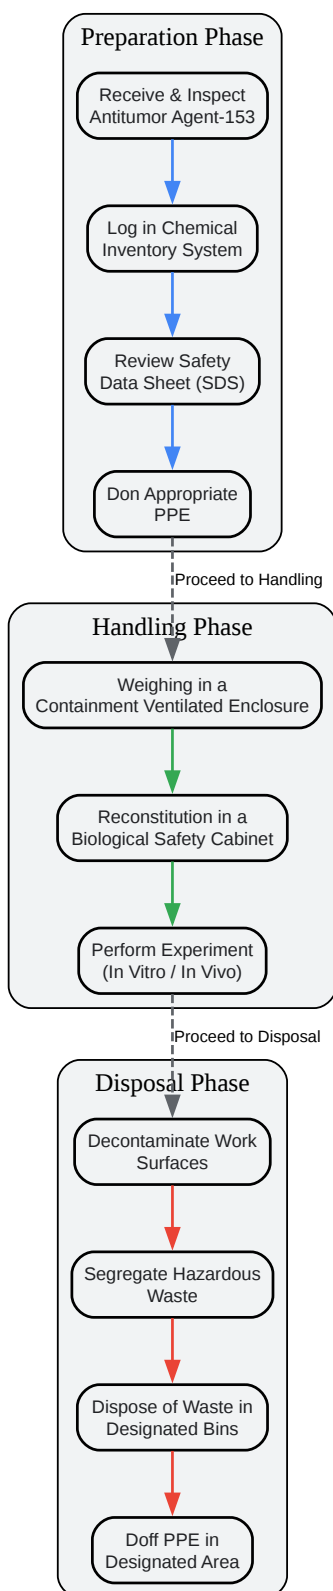 Preparation Phase
Receive & Inspect
Antitumor Agent-153
Log in Chemical
Inventory System
Review Safety
Data Sheet (SDS)
Don Appropriate
PPE
Proceed to Handling
Handling Phase
Weighing in a
Containment Ventilated Enclosure
Reconstitution in a
Biological Safety Cabinet
Perform Experiment
(In Vitro / In Vivo)
Proceed to Disposal
Disposal Phase
Decontaminate Work
Surfaces
Segregate Hazardous
Waste
Dispose of Waste in
Designated Bins
Doff PPE in
Designated Area